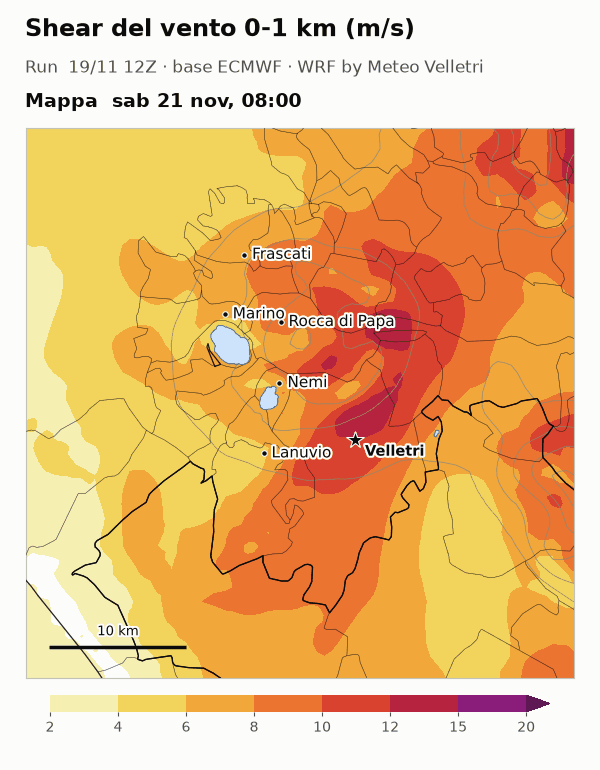 Shear del vento 0-1 km (m/s)
Run 19/11 12Z · base ECMWF · WRF by Meteo Velletri
Mappa sab 21 nov, 08:00
Frascati
Marino
Rocca di Papa
Nemi
Lanuvio
Velletri
10 km
2 4 6 8 10 12 15 20